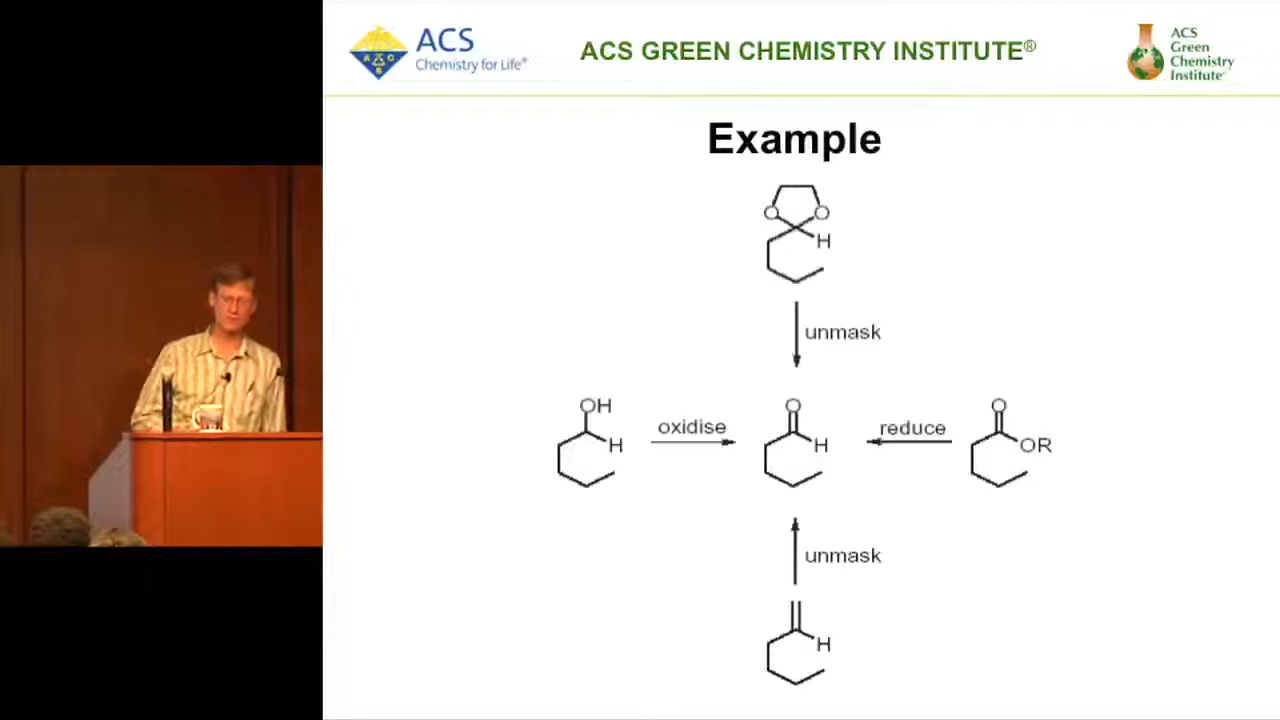 ACS
Chemistry for Life®
ACS GREEN CHEMISTRY INSTITUTE®
ACS
Green
Chemistry
Institute®
A C S
Example
O O
H
unmask
OH
H
oxidise
O
H
reduce
O
OR
unmask
H